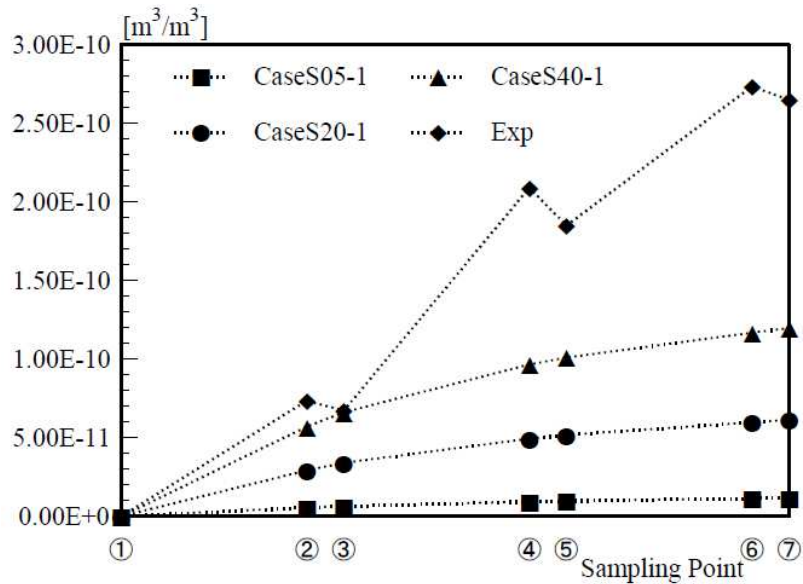 [m³/m³]
3.00E-10
2.50E-10
2.00E-10
1.50E-10
1.00E-10
5.00E-11
0.00E+0
CaseS05-1
CaseS40-1
CaseS20-1
Exp
① ② ③ ④ ⑤ ⑥ ⑦
Sampling Point